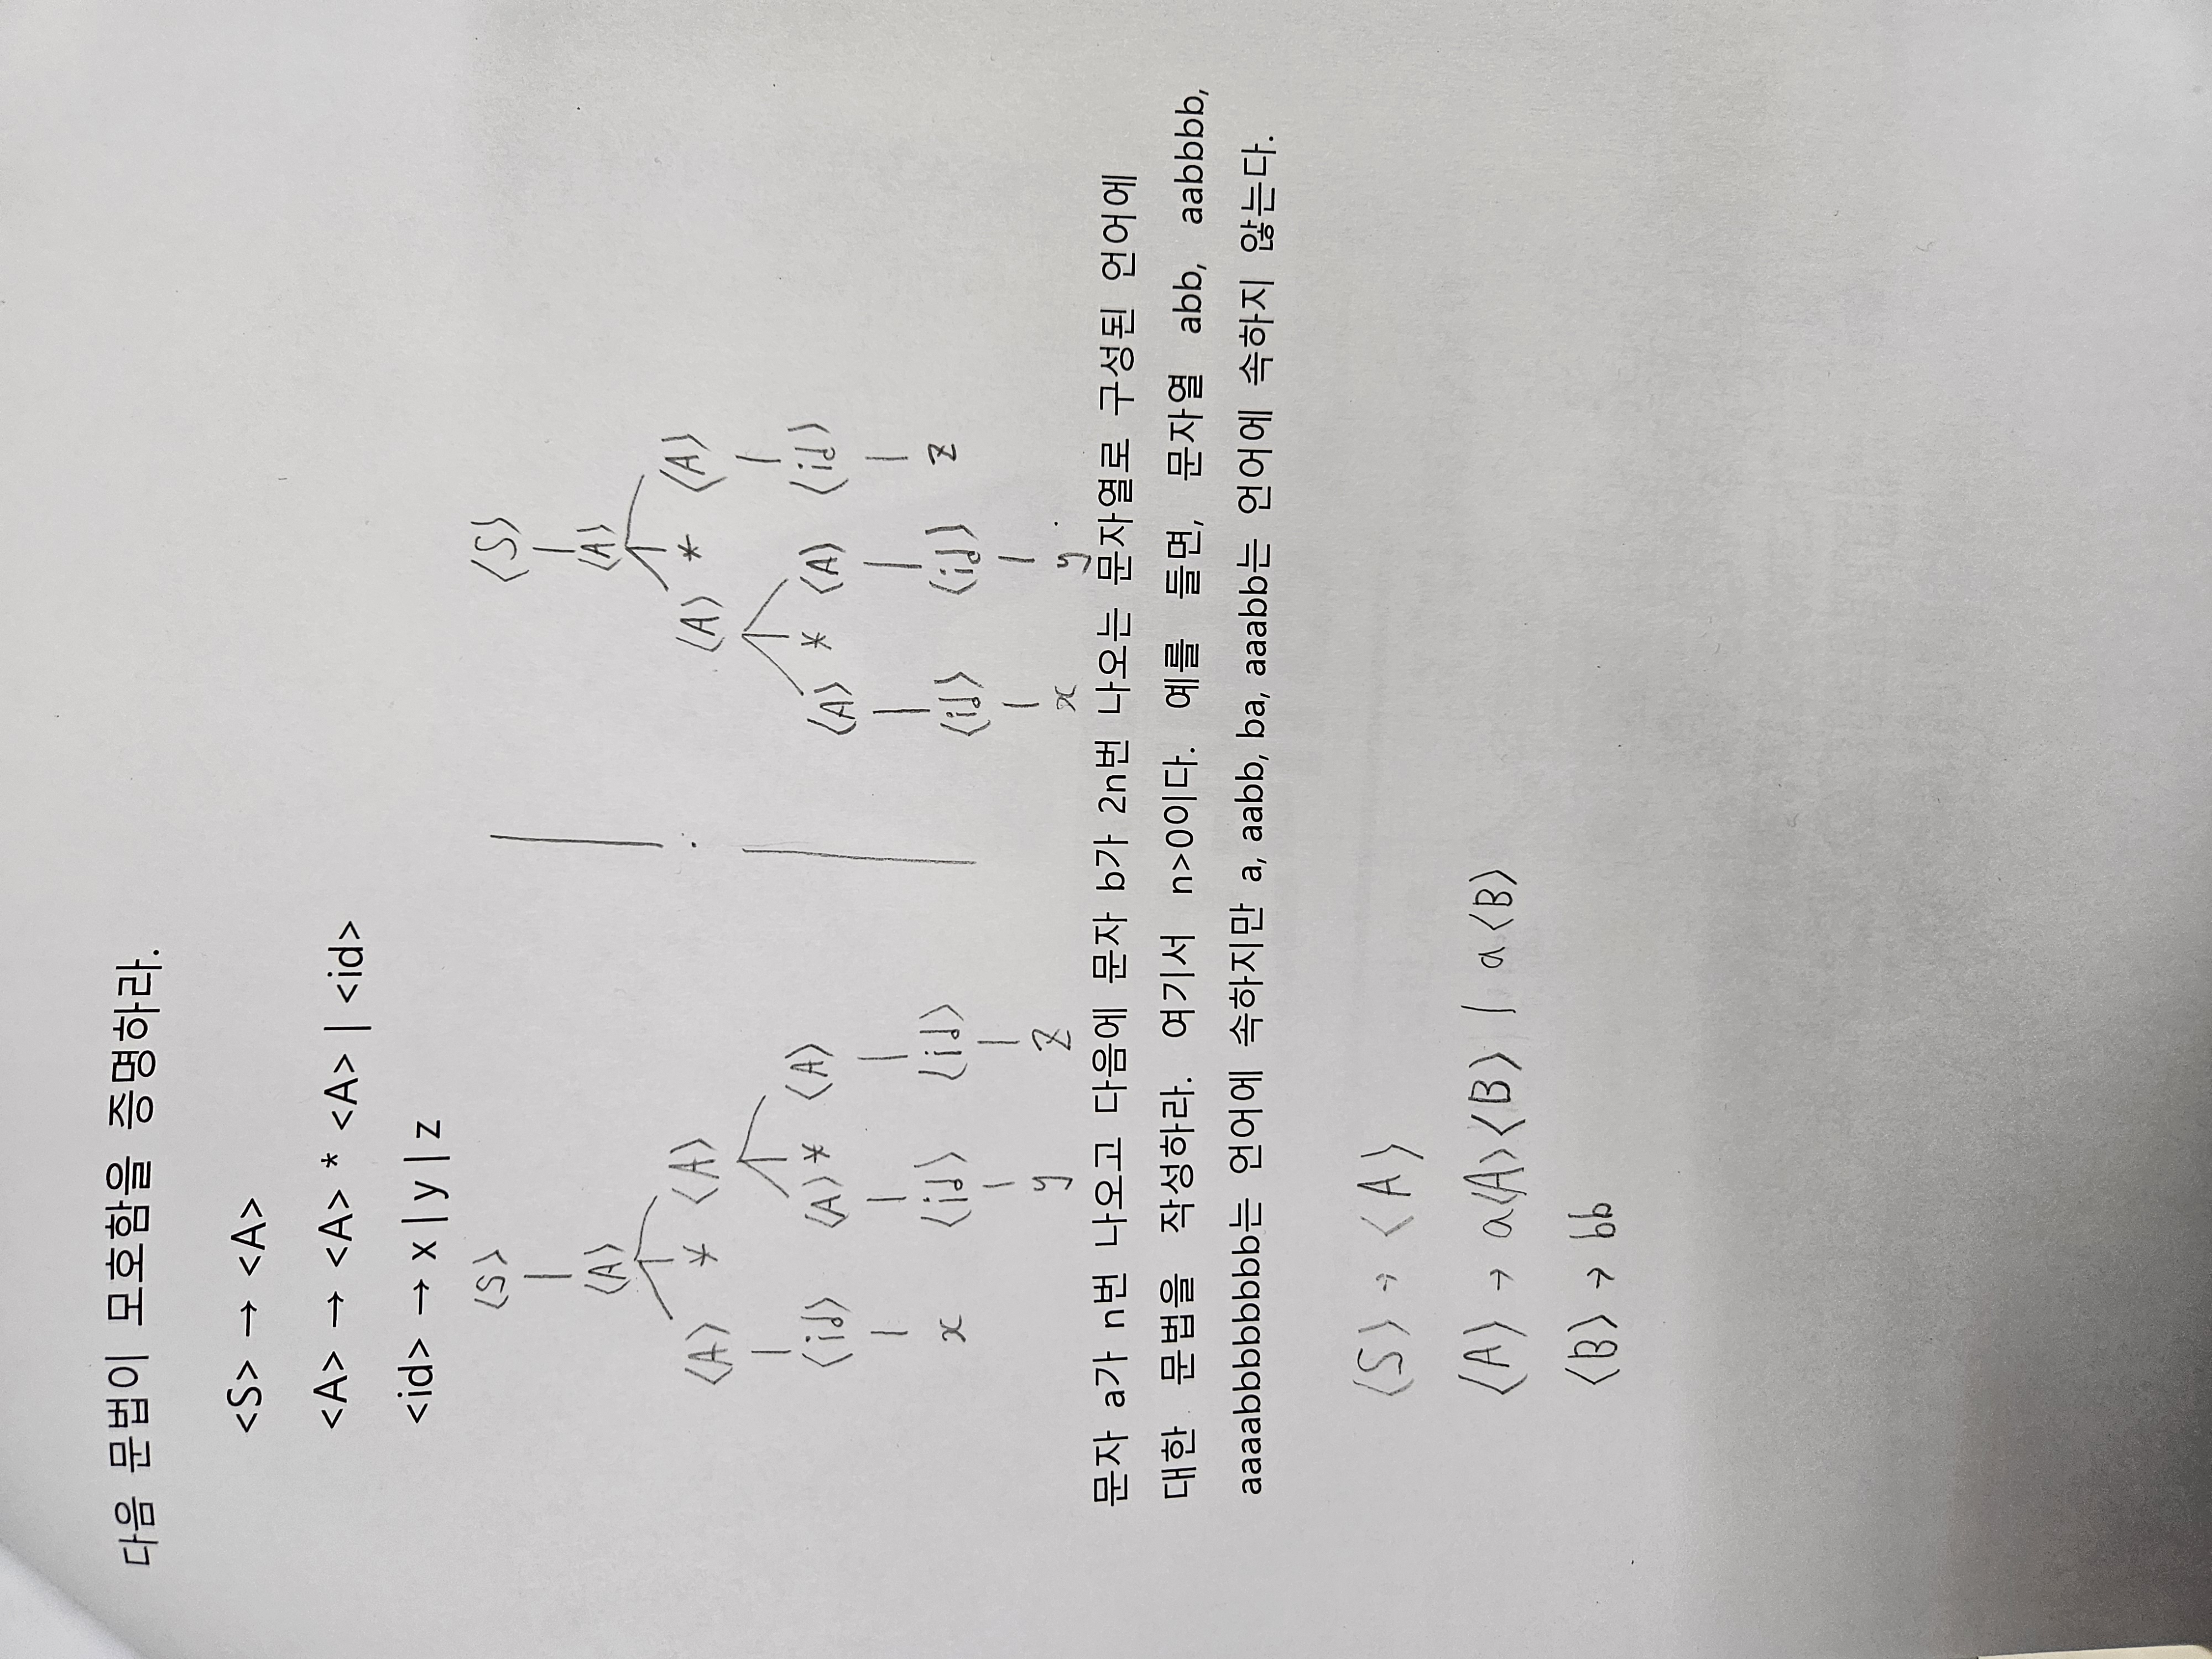 다음 문법이 모호함을 증명하라.
<S> → <A>
<A> → <A> * <A> | <id>
<id> → x | y | z
⟨S⟩ ⟨S⟩
⟨A⟩ ⟨A⟩
⟨A⟩ * ⟨A⟩ ⟨A⟩ * ⟨A⟩
⟨id⟩ ⟨A⟩ * ⟨A⟩ ⟨A⟩ * ⟨A⟩ ⟨id⟩
x ⟨id⟩ ⟨id⟩ ⟨id⟩ ⟨id⟩ z
y z x y
문자 a가 n번 나오고 다음에 문자 b가 2n번 나오는 문자열로 구성된 언어에
대한 문법을 작성하라. 여기서 n>0이다. 예를 들면, 문자열 abb, aabbbb,
aaaabbbbbbbb는 언어에 속하지만 a, aabb, ba, aaabb는 언어에 속하지 않는다.
⟨S⟩ → ⟨A⟩
⟨A⟩ → a⟨A⟩⟨B⟩ | a⟨B⟩
⟨B⟩ → bb